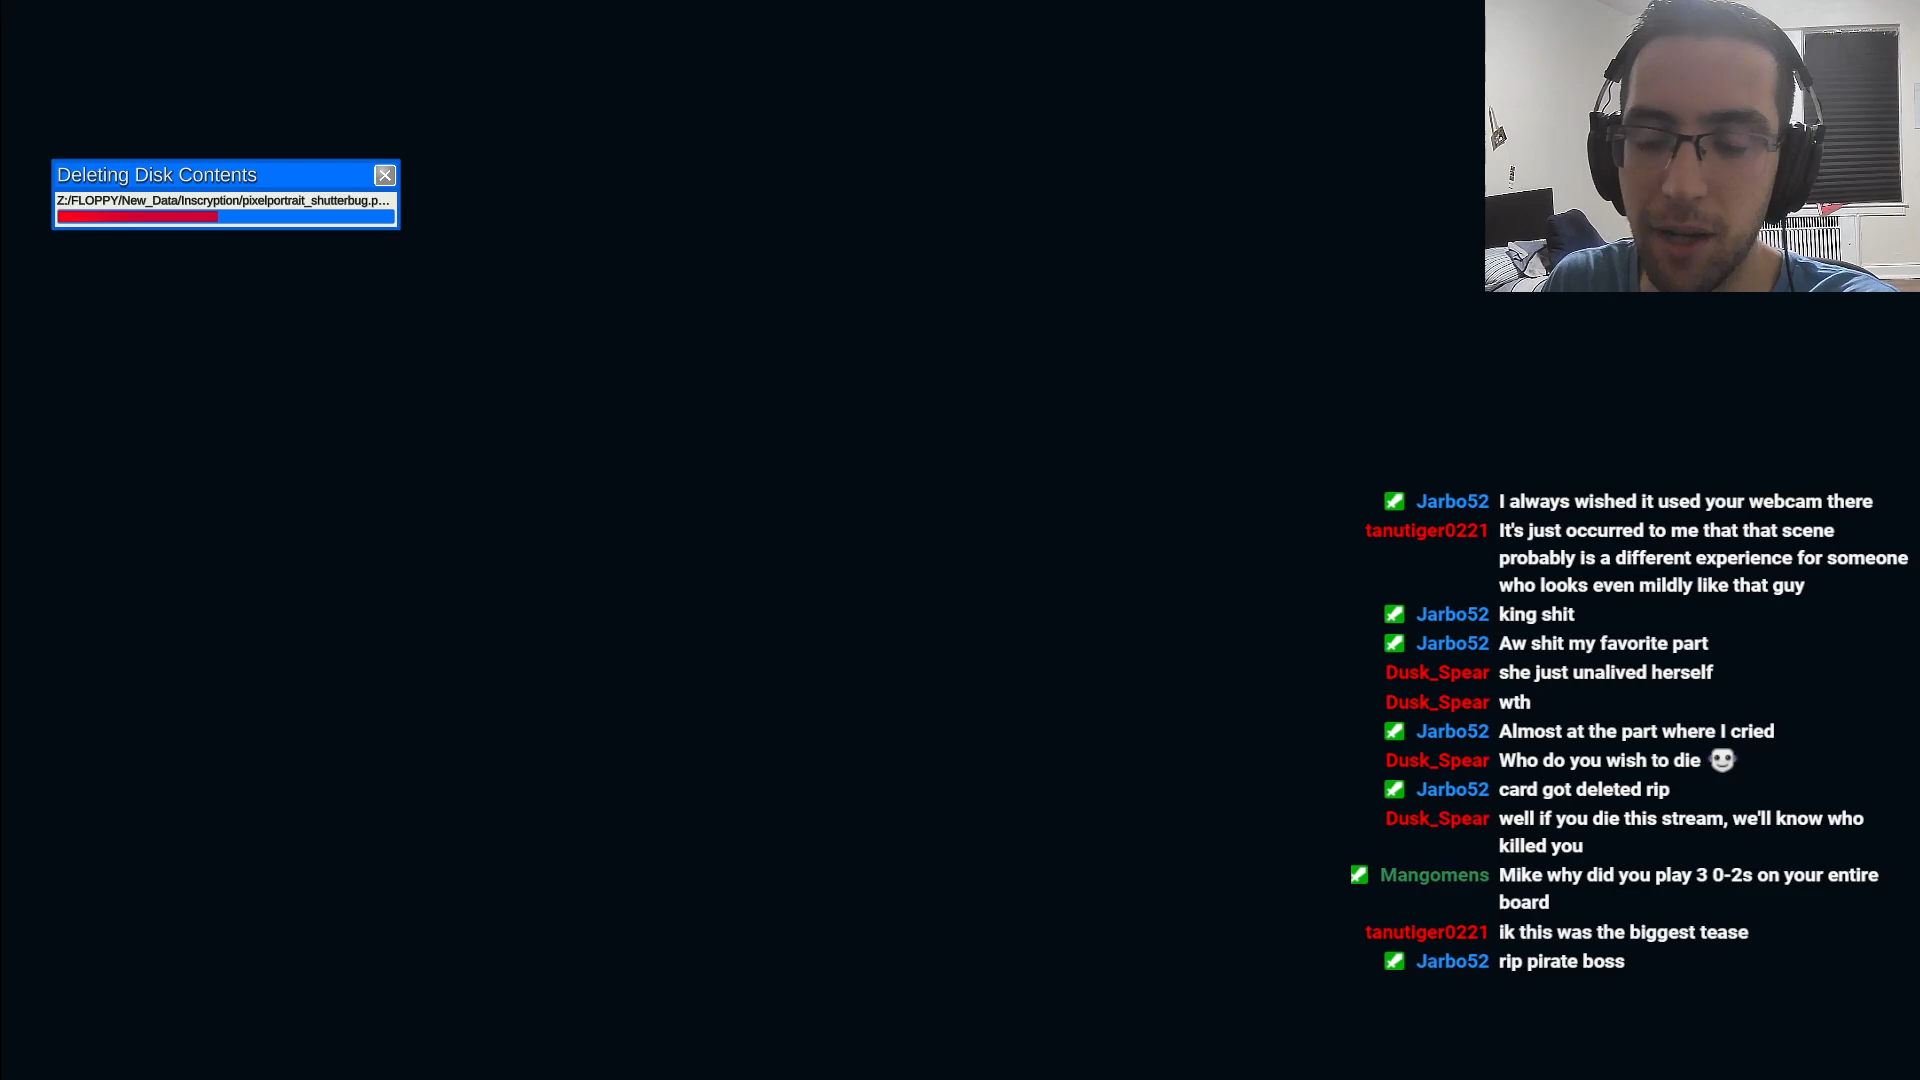 Deleting Disk Contents
Z:/FLOPPY/New_Data/Inscryption/pixelportrait_shutterbug.p...
Jarbo52 I always wished it used your webcam there
tanutiger0221 It's just occurred to me that that scene
probably is a different experience for someone
who looks even mildly like that guy
Jarbo52 king shit
Jarbo52 Aw shit my favorite part
Dusk_Spear she just unalived herself
Dusk_Spear wth
Jarbo52 Almost at the part where I cried
Dusk_Spear Who do you wish to die
Jarbo52 card got deleted rip
Dusk_Spear well if you die this stream, we'll know who
killed you
Mangomens Mike why did you play 3 0-2s on your entire
board
tanutiger0221 ik this was the biggest tease
Jarbo52 rip pirate boss